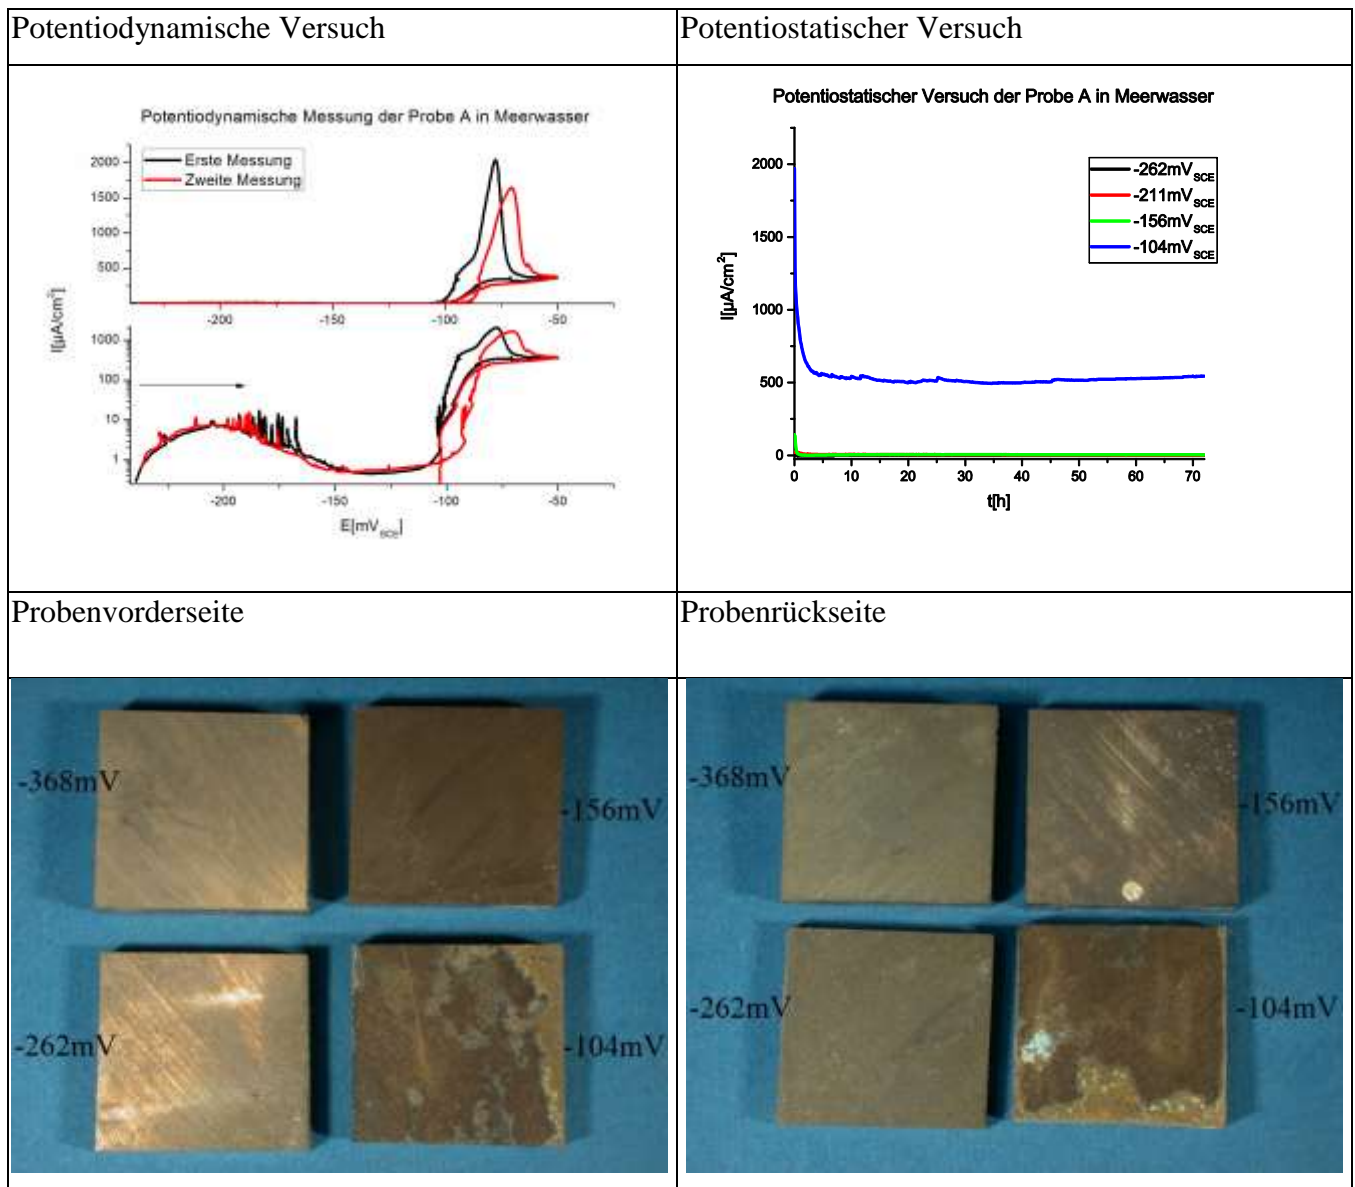 Potentiodynamische Versuch
Potentiostatischer Versuch
Potentiodynamische Messung der Probe A in Meerwasser
Erste Messung
Zweite Messung
2000
1500
1000
500
-200
-150
-100
-50
I[µA/cm²]
1000
100
10
1
-200
-150
-100
-50
E[mV_SCE]
Potentiostatischer Versuch der Probe A in Meerwasser
-262mV_SCE
-211mV_SCE
-156mV_SCE
-104mV_SCE
2000
1500
1000
500
0
I[µA/cm²]
0 10 20 30 40 50 60 70
t[h]
Probenvorderseite
Probenrückseite
-368mV
-156mV
-262mV
-104mV
-368mV
-156mV
-262mV
-104mV